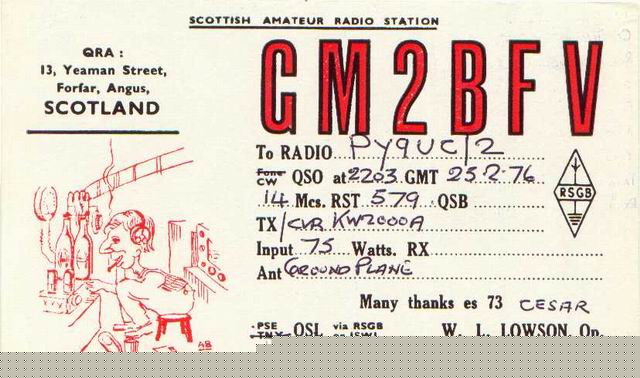 SCOTTISH AMATEUR RADIO STATION
QRA :
13, Yeaman Street,
Forfar, Angus,
SCOTLAND
GM2BFV
To RADIO PY9UC/2
Fone
CW QSO at 2203 GMT 25.2.76
14 Mcs. RST 579 QSB
TX/CVR KW2000A
Input 75 Watts. RX
Ant GROUND PLANE
RSGB
Many thanks es 73 CESAR
PSE QSL via RSGB W. L. LOWSON, Op.
AB